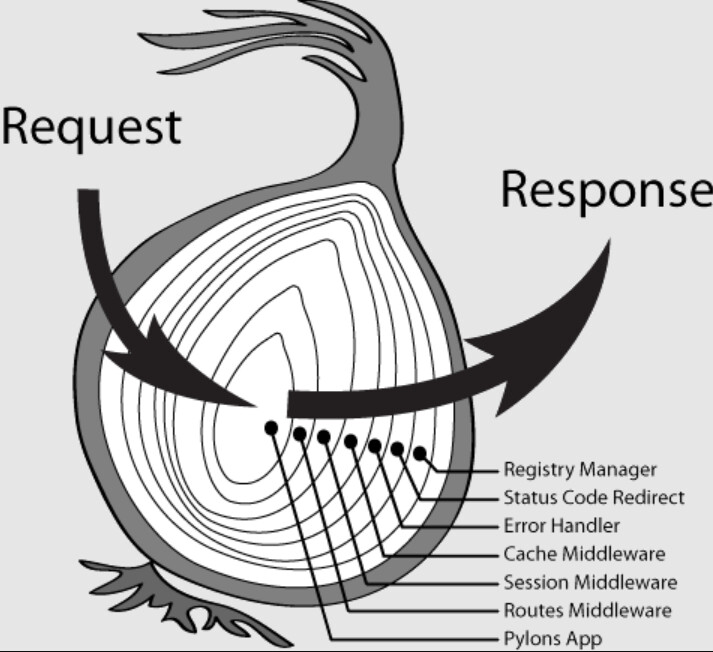 Request
Response
Registry Manager
Status Code Redirect
Error Handler
Cache Middleware
Session Middleware
Routes Middleware
Pylons App